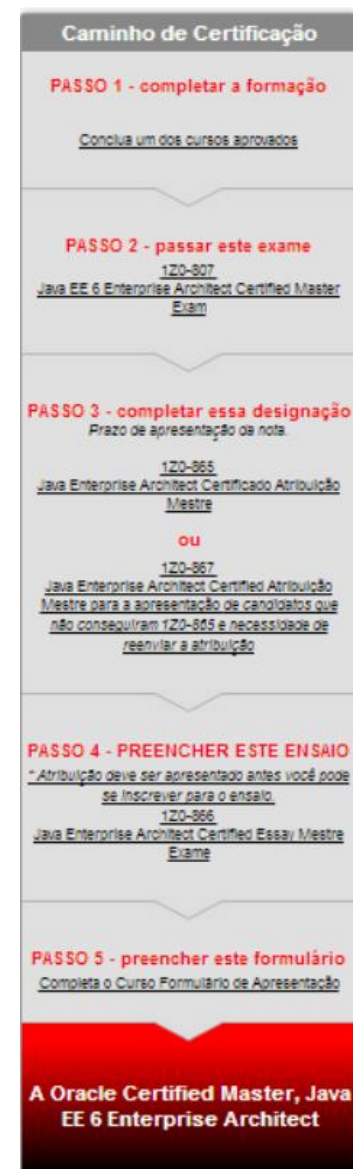 Caminho de Certificação
PASSO 1 - completar a formação
Conclua um dos cursos aprovados
PASSO 2 - passar este exame
1Z0-807
Java EE 6 Enterprise Architect Certified Master
Exam
PASSO 3 - completar essa designação
Prazo de apresentação da nota.
1Z0-865
Java Enterprise Architect Certificado Atribuição
Mestre
ou
1Z0-867
Java Enterprise Architect Certified Atribuição
Mestre para a apresentação de candidatos que
não conseguiram 1Z0-865 e necessidade de
reenviar a atribuição
PASSO 4 - PREENCHER ESTE ENSAIO
* Atribuição deve ser apresentado antes você pode
se inscrever para o ensaio.
1Z0-866
Java Enterprise Architect Certified Essay Mestre
Exame
PASSO 5 - preencher este formulário
Completa o Curso Formulário de Apresentação
A Oracle Certified Master, Java
EE 6 Enterprise Architect